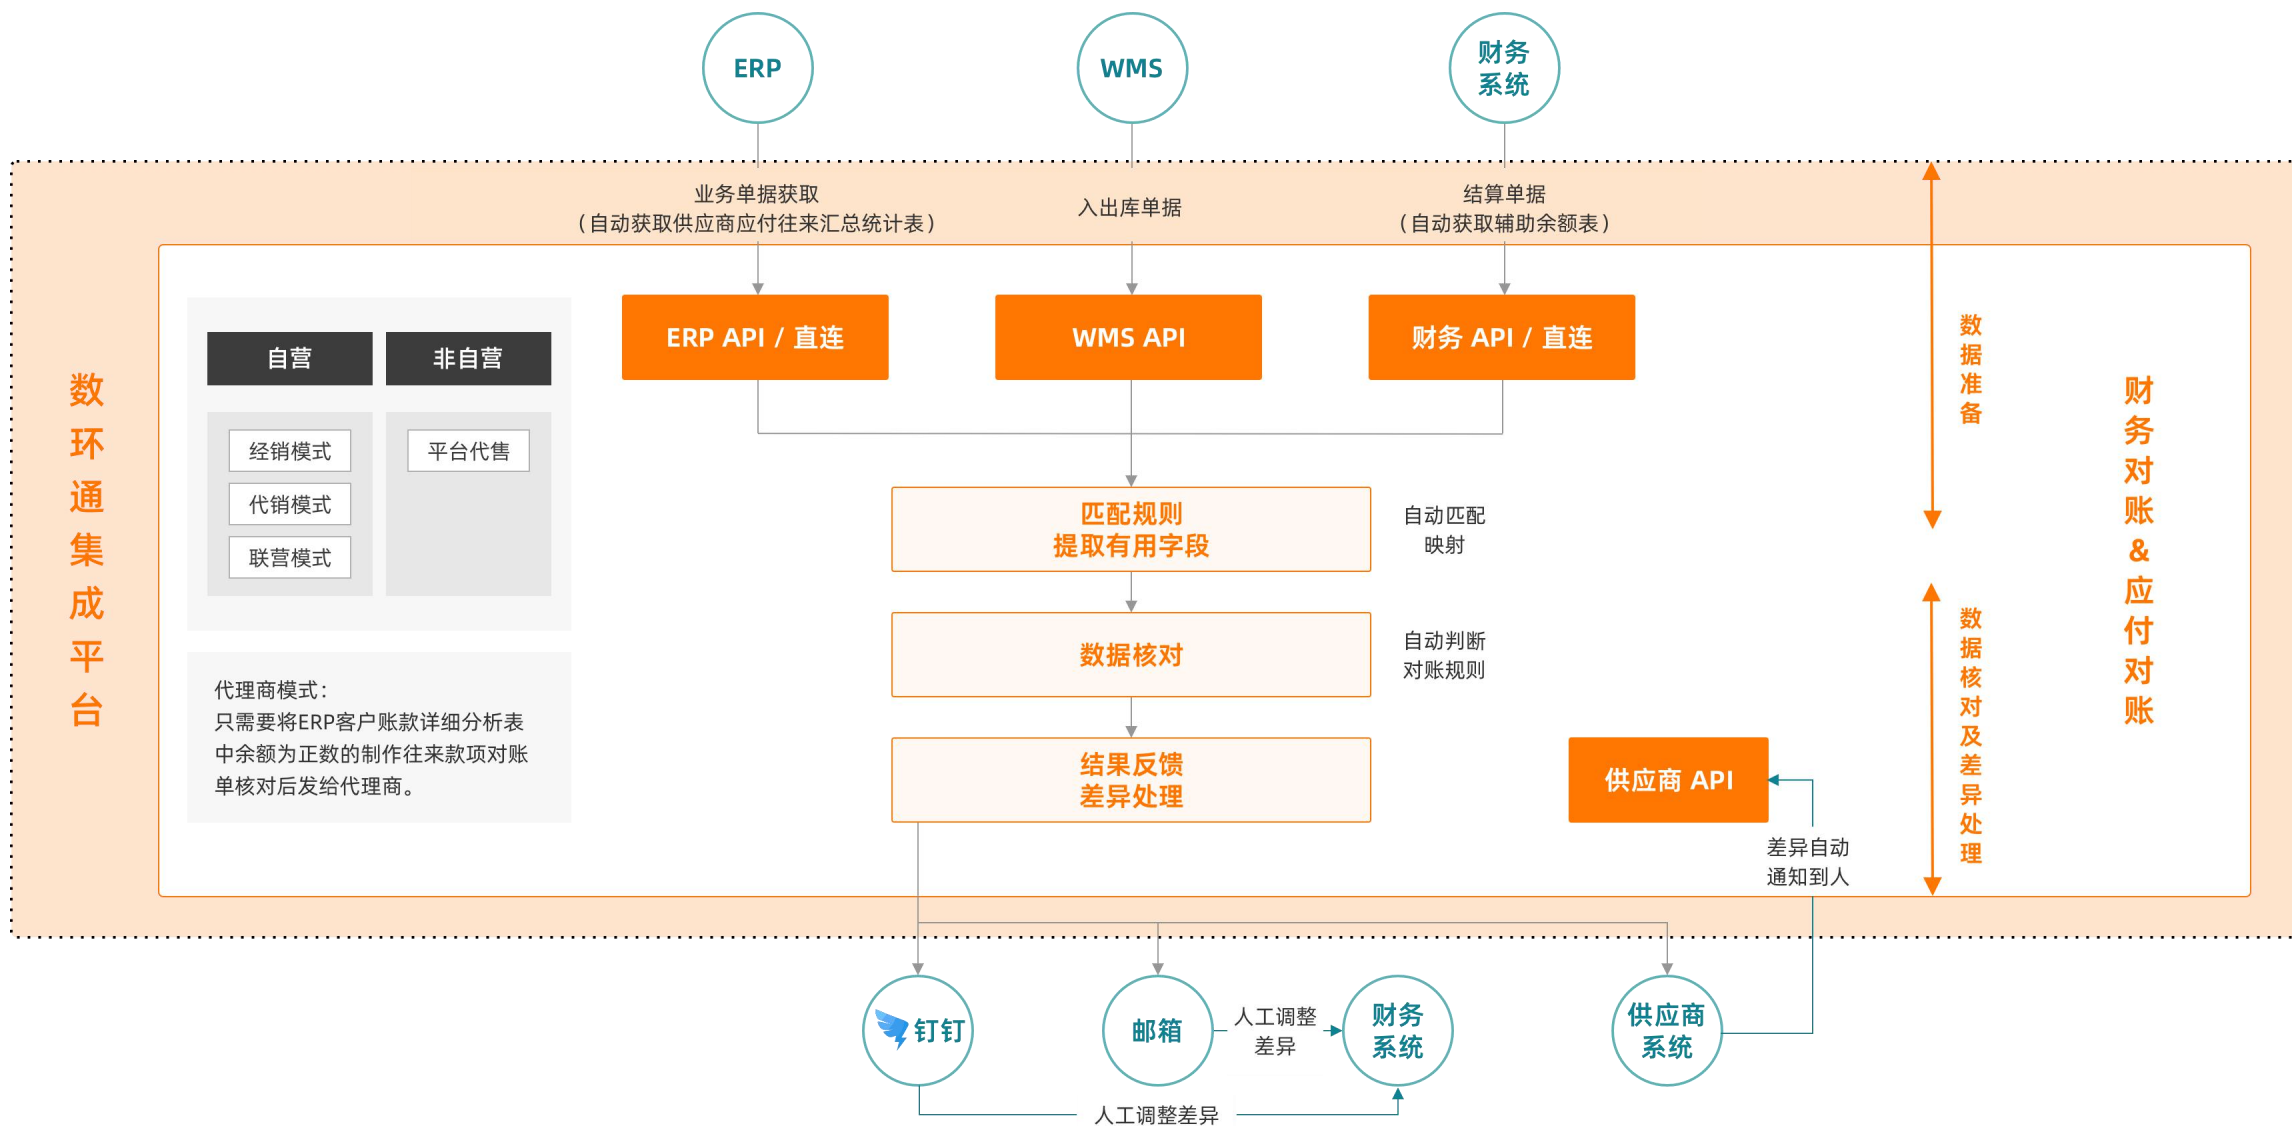 ERP
WMS
财务
系统
业务单据获取
（自动获取供应商应付往来汇总统计表）
入出库单据
结算单据
（自动获取辅助余额表）
数环通集成平台
自营
非自营
经销模式
代销模式
联营模式
平台代售
代理商模式：
只需要将ERP客户账款详细分析表
中余额为正数的制作往来款项对账
单核对后发给代理商。
ERP API / 直连
WMS API
财务 API / 直连
匹配规则
提取有用字段
自动匹配
映射
数据核对
自动判断
对账规则
结果反馈
差异处理
供应商 API
差异自动
通知到人
数据准备
数据核对及差异处理
财务对账&应付对账
钉钉
邮箱
人工调整
差异
财务
系统
供应商
系统
人工调整差异